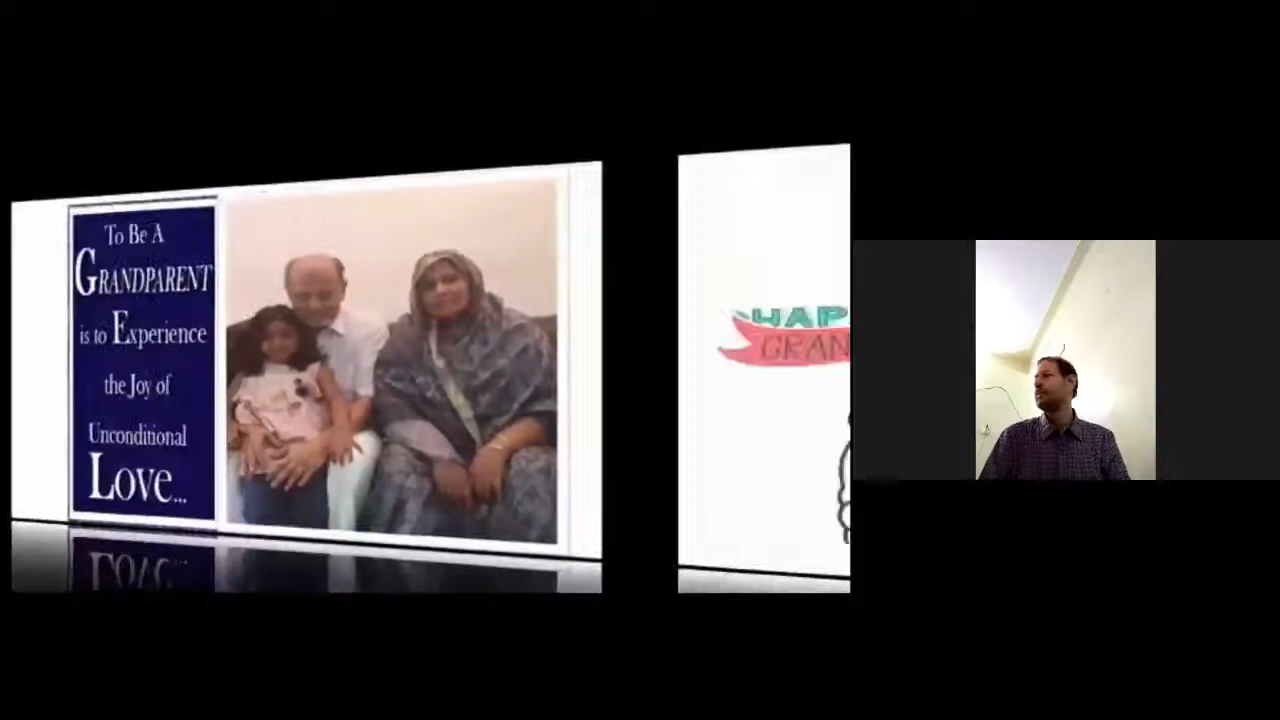 To Be A
GRANDPARENT
is to Experience
the Joy of
Unconditional
Love...
HAP
GRAN